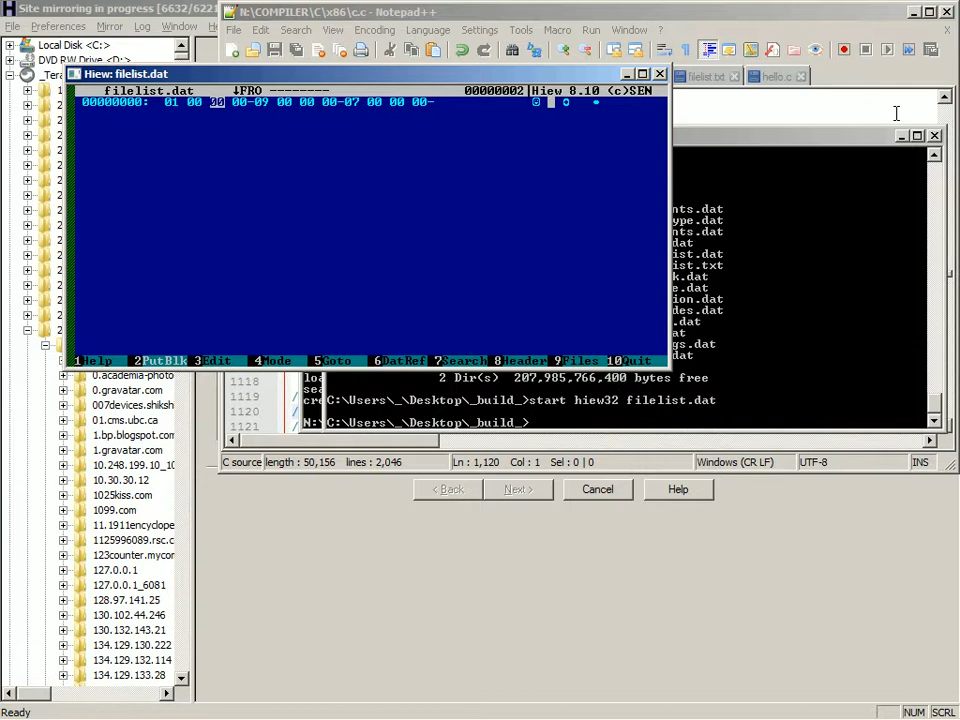 Site mirroring in progress [6632/6221
N:\COMPILER\C\x86\c.c - Notepad++
File Preferences Mirror Log Window
File Edit Search View Encoding Language Settings Tools Macro Run Window ?
X
Local Disk <C:>
DVD RW Drive <D:>
Hiew: filelist.dat
filelist.txt
hello.c
filelist.dat ↓FRO -------- 00000002|Hiew 8.10 (c)SEN
00000000: 01 00 00 00-09 00 00 00-07 00 00 00-
nts.dat
ype.dat
nts.dat
dat
ist.dat
ist.txt
k.dat
e.dat
ion.dat
des.dat
.dat
gs.dat
dat
1Help 2PutBlk 3Edit 4Mode 5Goto 6DatRef 7Search 8Header 9Files 10Quit
1118
1119
1120
1121
2 Dir(s) 207,985,766,400 bytes free
C:\Users\_\Desktop\_build_>start hiew32 filelist.dat
N:\
C:\Users\_\Desktop\_build_>
C source length : 50,156 lines : 2,046 Ln : 1,120 Col : 1 Sel : 0 | 0 Windows (CR LF) UTF-8 INS
< Back Next > Cancel Help
0.academia-photo
0.gravatar.com
007devices.shiksh
01.cms.ubc.ca
1.bp.blogspot.com
1.gravatar.com
10.248.199.10_10
10.30.30.12
1025kiss.com
1099.com
11.1911encyclope
1125996089.rsc.c
123counter.mycor
127.0.0.1
127.0.0.1_6081
128.97.141.25
130.102.44.246
130.132.143.21
134.129.130.222
134.129.132.114
134.129.133.28
Ready NUM SCRL